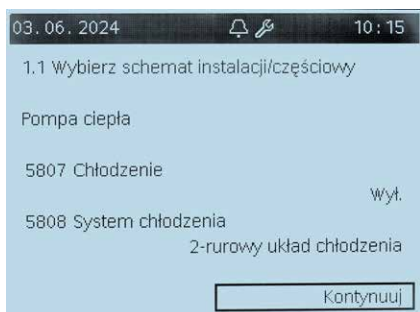 03.06.2024 10:15
1.1 Wybierz schemat instalacji/częściowy
Pompa ciepła
5807 Chłodzenie
Wył.
5808 System chłodzenia
2-rurowy układ chłodzenia
Kontynuuj